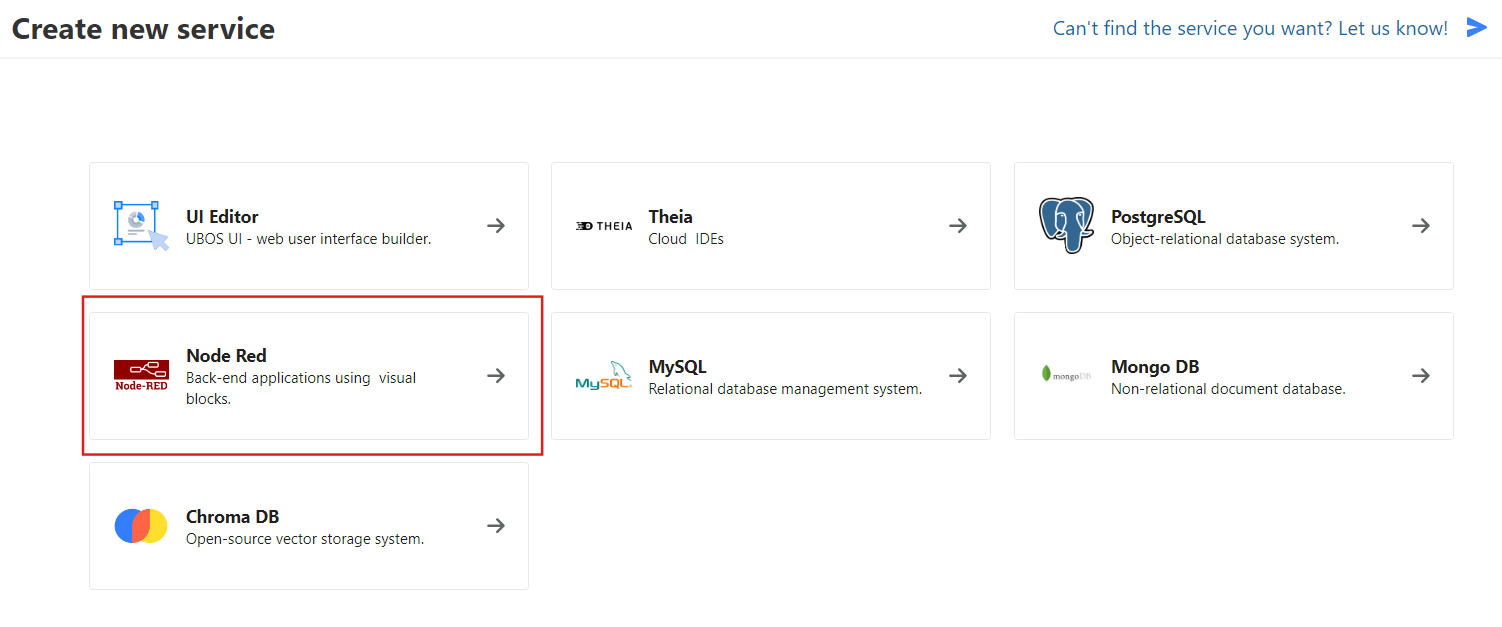 Create new service
Can't find the service you want? Let us know!
UI Editor
UBOS UI - web user interface builder.
THEIA
Theia
Cloud  IDEs
PostgreSQL
Object-relational database system.
Node-RED
Node Red
Back-end applications using  visual
blocks.
MySQL
MySQL
Relational database management system.
mongoDB
Mongo DB
Non-relational document database.
Chroma DB
Open-source vector storage system.